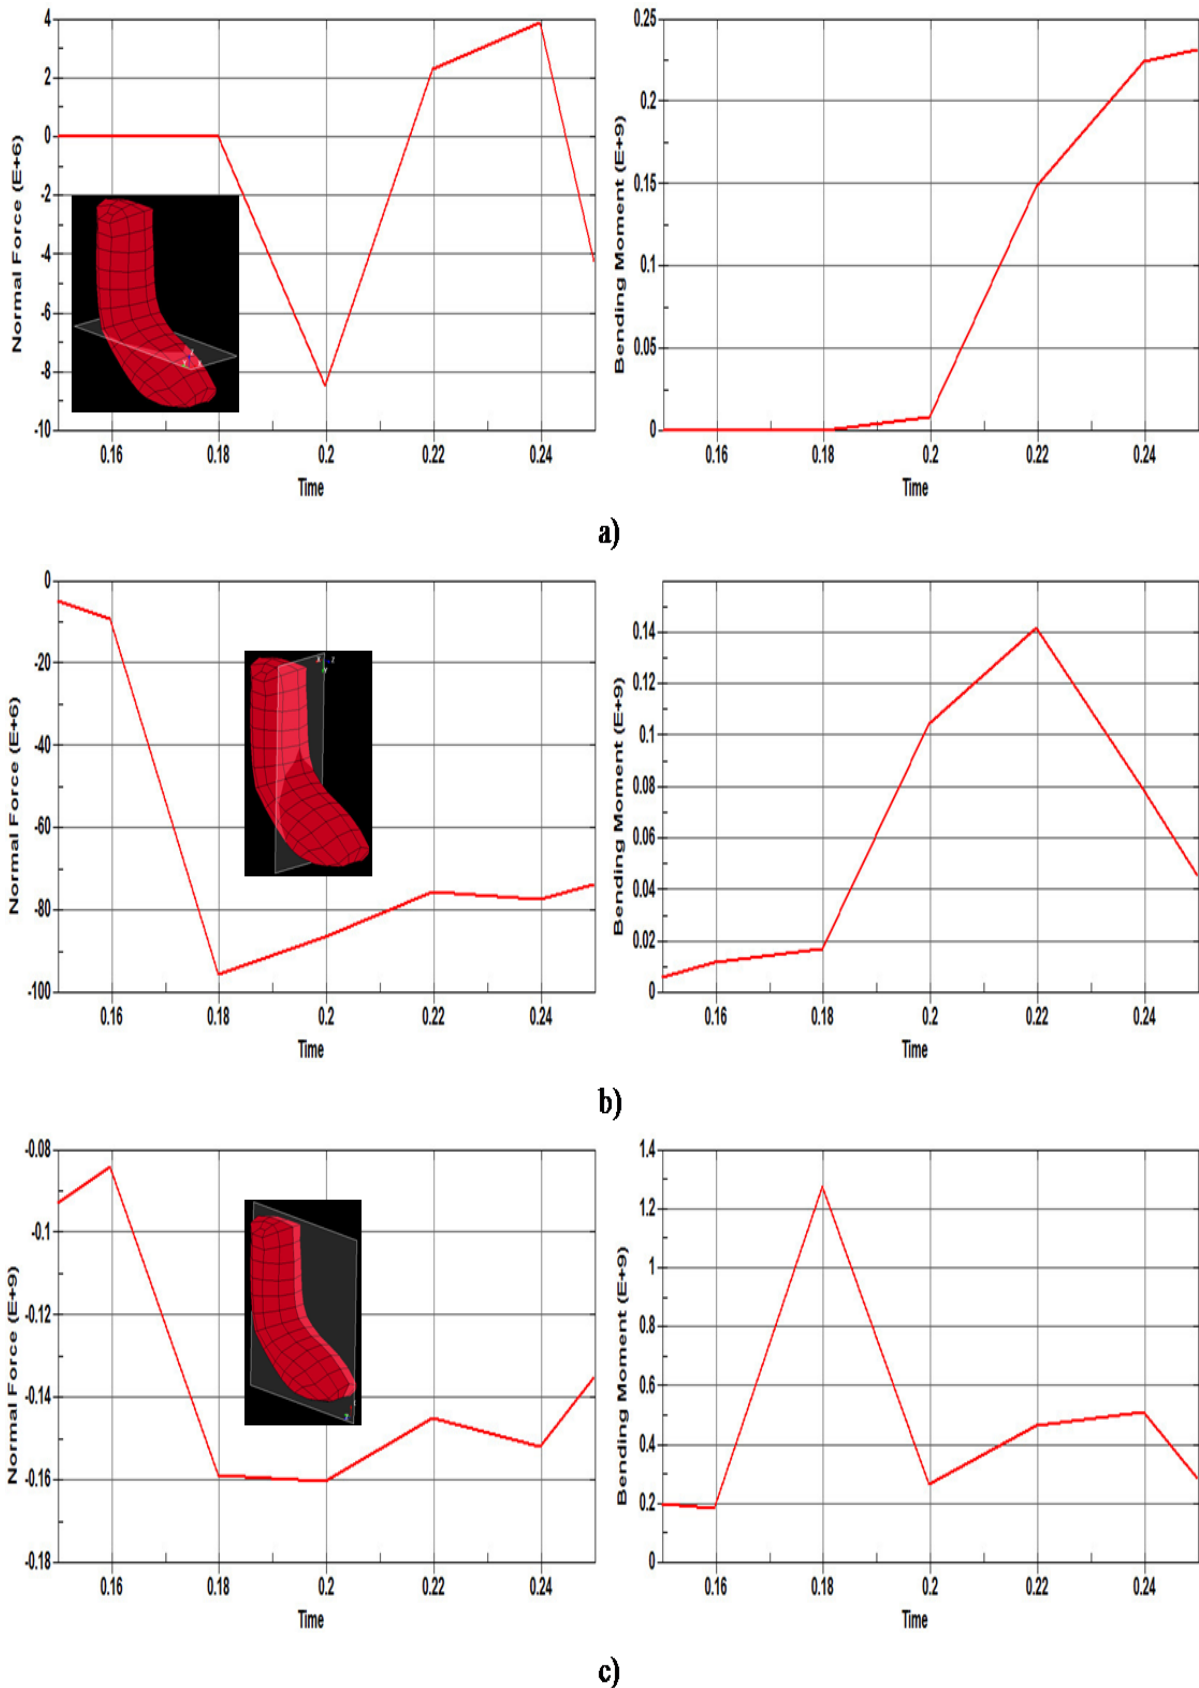 4
2
0
-2
-4
-6
-8
-10
Normal Force (E+6)
0.16 0.18 0.2 0.22 0.24
Time
0.25
0.2
0.15
0.1
0.05
0
Bending Moment (E+9)
0.16 0.18 0.2 0.22 0.24
Time
a)
0
-20
-40
-60
-80
-100
Normal Force (E+6)
0.16 0.18 0.2 0.22 0.24
Time
0.14
0.12
0.1
0.08
0.06
0.04
0.02
0
Bending Moment (E+9)
0.16 0.18 0.2 0.22 0.24
Time
b)
-0.08
-0.1
-0.12
-0.14
-0.16
-0.18
Normal Force (E+9)
0.16 0.18 0.2 0.22 0.24
Time
1.4
1.2
1
0.8
0.6
0.4
0.2
0
Bending Moment (E+9)
0.16 0.18 0.2 0.22 0.24
Time
c)